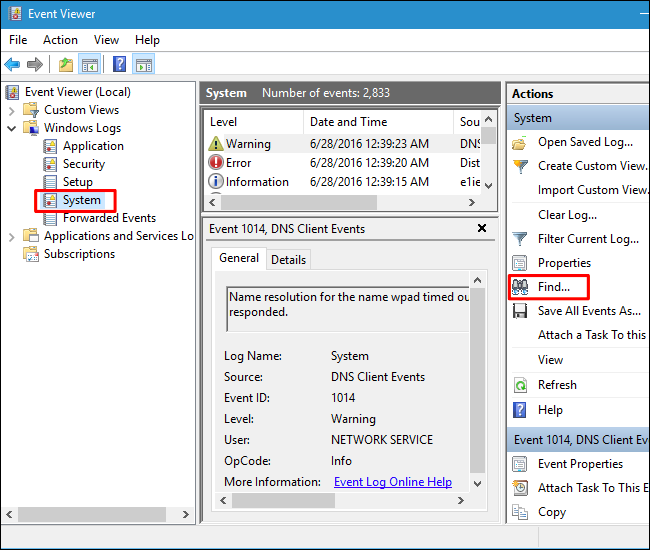 Event Viewer
File Action View Help
Event Viewer (Local)
Custom Views
Windows Logs
Application
Security
Setup
System
Forwarded Events
Applications and Services Lo
Subscriptions
System Number of events: 2,833
Level Date and Time Sou
Warning 6/28/2016 12:39:23 AM DNS
Error 6/28/2016 12:39:20 AM Dist
Information 6/28/2016 12:39:15 AM e1ie
Event 1014, DNS Client Events
General Details
Name resolution for the name wpad timed ou
responded.
Log Name: System
Source: DNS Client Events
Event ID: 1014
Level: Warning
User: NETWORK SERVICE
OpCode: Info
More Information: Event Log Online Help
Actions
System
Open Saved Log...
Create Custom View.
Import Custom View.
Clear Log...
Filter Current Log...
Properties
Find...
Save All Events As...
Attach a Task To this
View
Refresh
Help
Event 1014, DNS Client Ev
Event Properties
Attach Task To This E
Copy